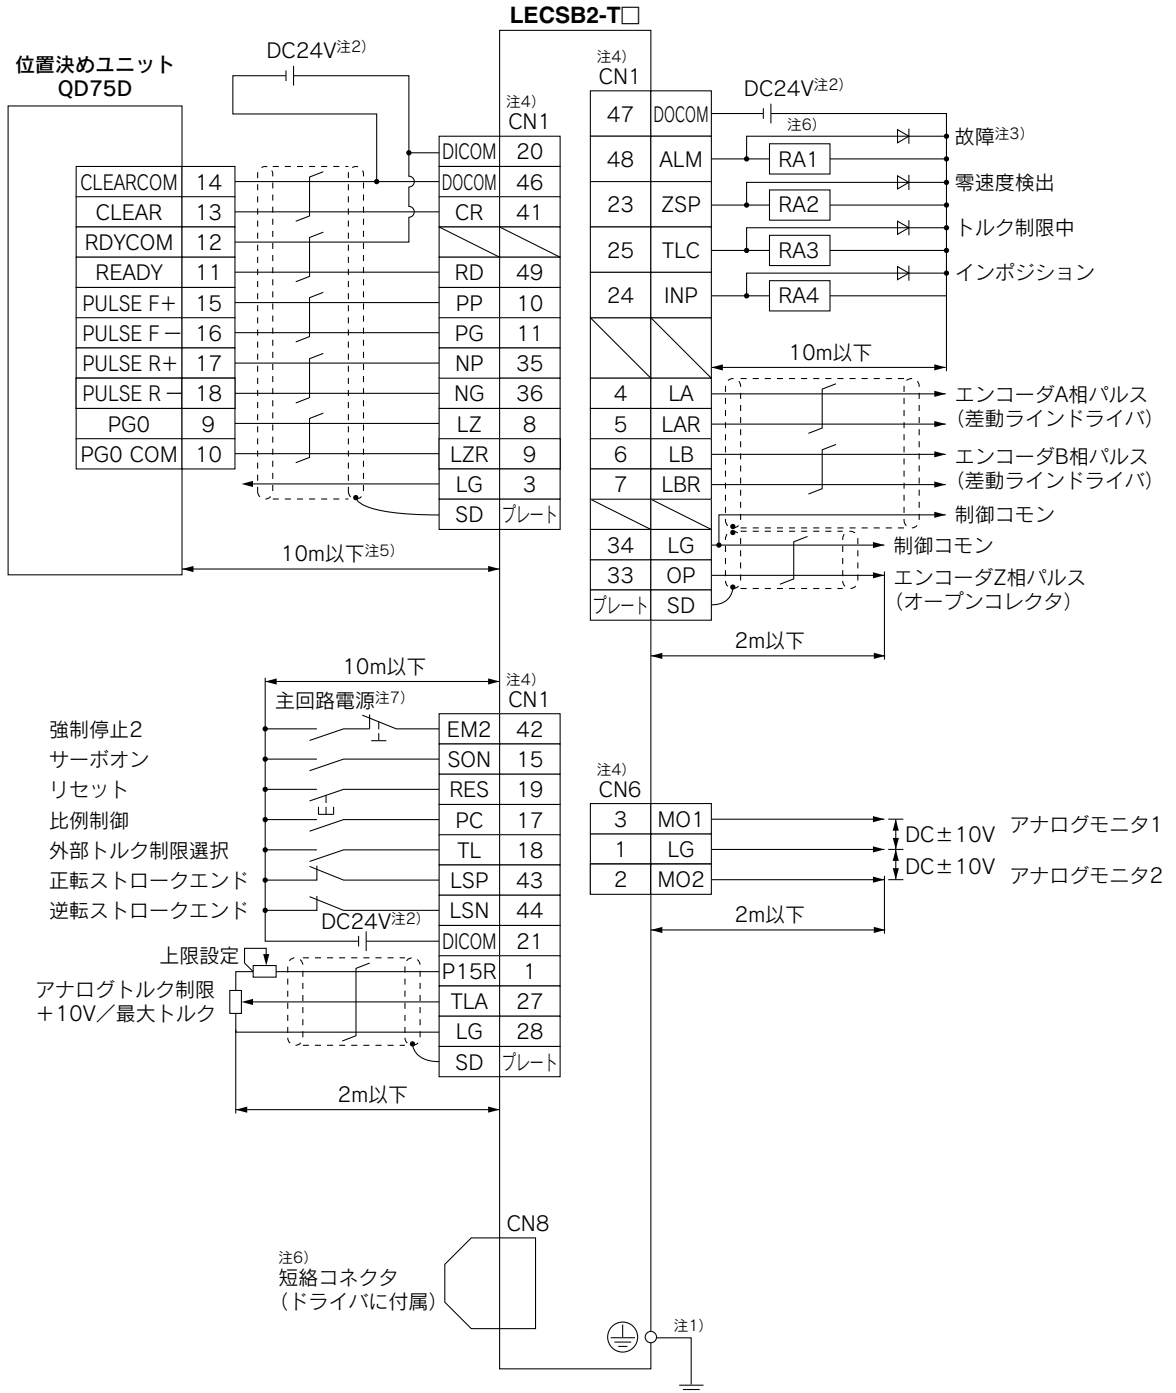 LECSB2-T□
位置決めユニット
QD75D
DC24V注2)
注4)
CN1
DICOM 20
CLEARCOM 14 DOCOM 46
CLEAR 13 CR 41
RDYCOM 12
READY 11 RD 49
PULSE F+ 15 PP 10
PULSE F− 16 PG 11
PULSE R+ 17 NP 35
PULSE R− 18 NG 36
PG0 9 LZ 8
PG0 COM 10 LZR 9
LG 3
SD プレート
10m以下注5)
注4)
CN1
DC24V注2)
47 DOCOM
注6)
48 ALM RA1 故障注3)
23 ZSP RA2 零速度検出
25 TLC RA3 トルク制限中
24 INP RA4 インポジション
10m以下
4 LA エンコーダA相パルス
5 LAR (差動ラインドライバ)
6 LB エンコーダB相パルス
7 LBR (差動ラインドライバ)
制御コモン
34 LG 制御コモン
33 OP エンコーダZ相パルス
プレート SD (オープンコレクタ)
2m以下
10m以下
注4)
CN1
主回路電源注7)
強制停止2 EM2 42
サーボオン SON 15
リセット RES 19
比例制御 PC 17
外部トルク制限選択 TL 18
正転ストロークエンド LSP 43
逆転ストロークエンド LSN 44
DC24V注2)
DICOM 21
上限設定
P15R 1
アナログトルク制限
+10V/最大トルク
TLA 27
LG 28
SD プレート
2m以下
注4)
CN6
3 MO1 アナログモニタ1
DC±10V
1 LG
DC±10V
2 MO2 アナログモニタ2
2m以下
CN8
注6)
短絡コネクタ
(ドライバに付属)
注1)